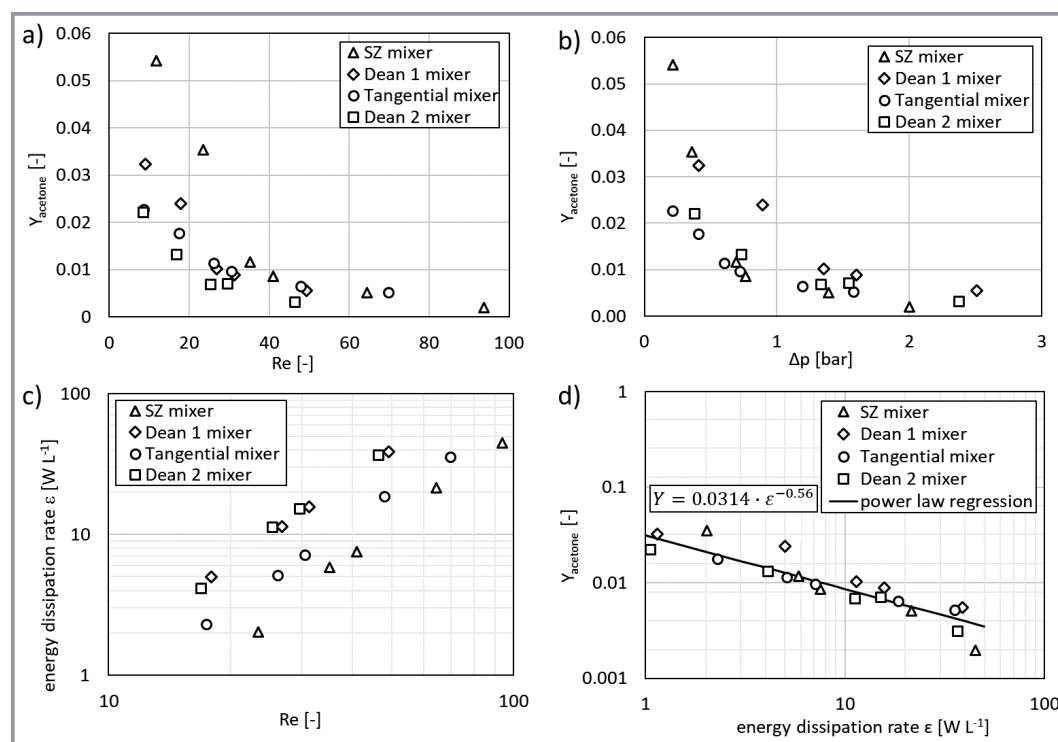 a)
0.06
0.05
0.04
0.03
0.02
0.01
0
Y_acetone [-]
SZ mixer
Dean 1 mixer
Tangential mixer
Dean 2 mixer
0 20 40 60 80 100
Re [-]
b)
0.06
0.05
0.04
0.03
0.02
0.01
0.00
Y_acetone [-]
SZ mixer
Dean 1 mixer
Tangential mixer
Dean 2 mixer
0 1 2 3
Δp [bar]
c)
100
10
1
energy dissipation rate ε [W L⁻¹]
SZ mixer
Dean 1 mixer
Tangential mixer
Dean 2 mixer
10 100
Re [-]
d)
1
0.1
0.01
0.001
Y_acetone [-]
SZ mixer
Dean 1 mixer
Tangential mixer
Dean 2 mixer
power law regression
Y = 0.0314 · ε^−0.56
1 10 100
energy dissipation rate ε [W L⁻¹]